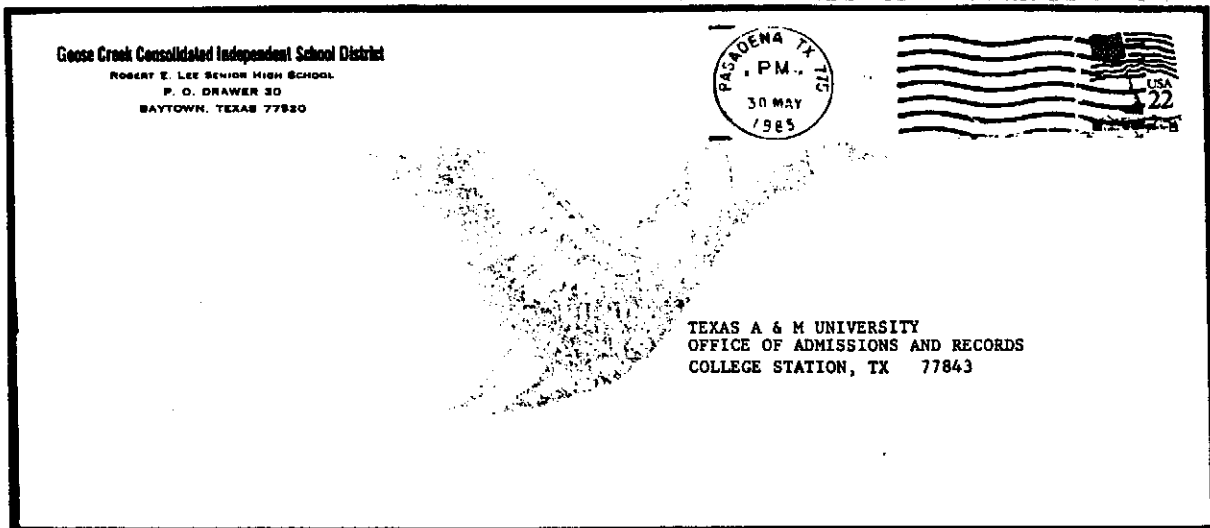 Goose Creek Consolidated Independent School District
ROBERT E. LEE SENIOR HIGH SCHOOL
P. O. DRAWER 30
BAYTOWN, TEXAS 77520
PASADENA TX 775
PM
30 MAY
1985
USA
22
TEXAS A & M UNIVERSITY
OFFICE OF ADMISSIONS AND RECORDS
COLLEGE STATION, TX 77843